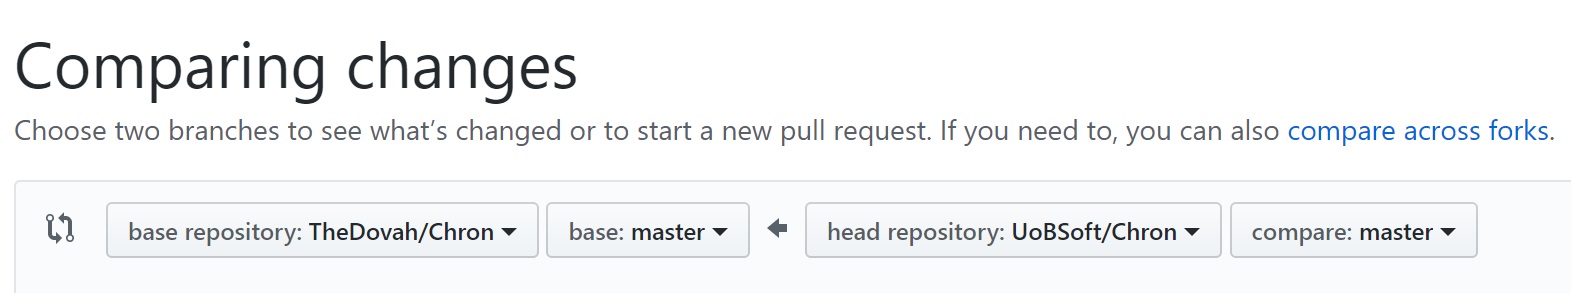 Comparing changes
Choose two branches to see what’s changed or to start a new pull request. If you need to, you can also compare across forks.
base repository: TheDovah/Chron base: master head repository: UoBSoft/Chron compare: master